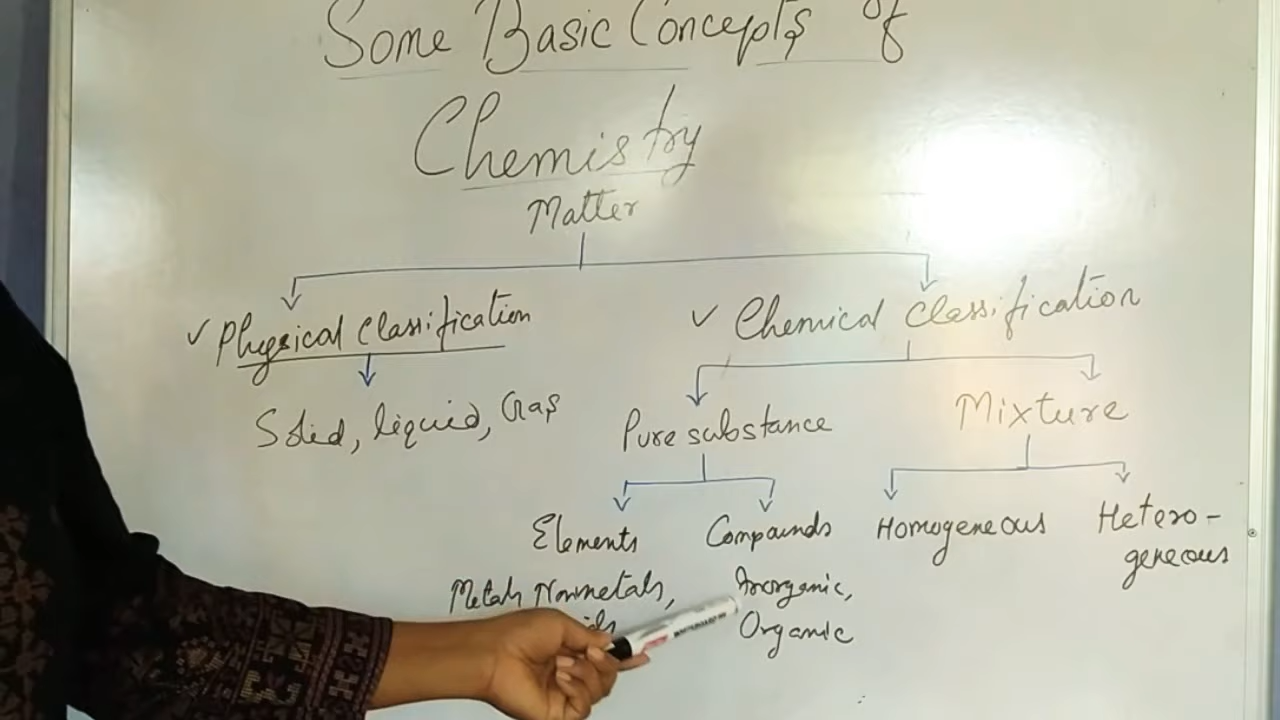 Some Basic Concepts of
Chemistry
Matter
✓ Physical Classification
✓ Chemical Classification
Solid, liquid, Gas
Pure substance
Mixture
Elements
Compounds
Homogeneous
Hetero-
geneous
Metals Nonmetals,
Inorganic,
Organic